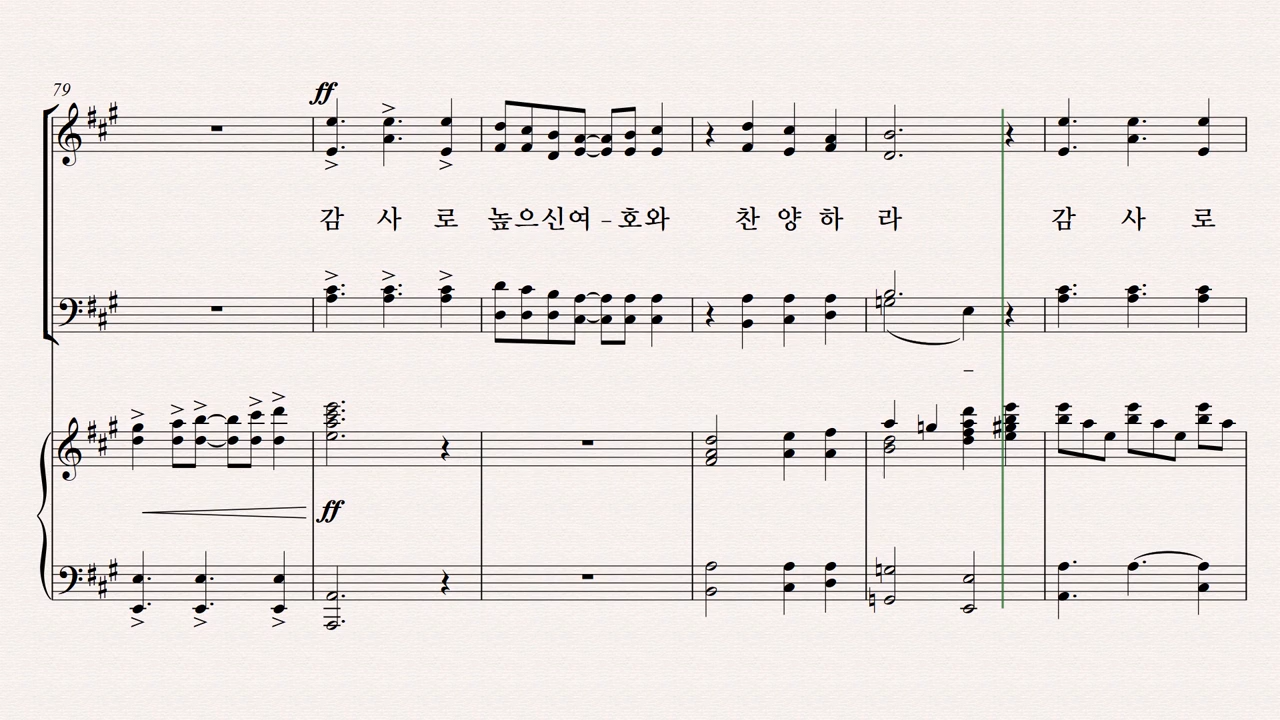 79
ff
감 사 로 높으신여 - 호와 찬 양 하 라 감 사 로
-
ff